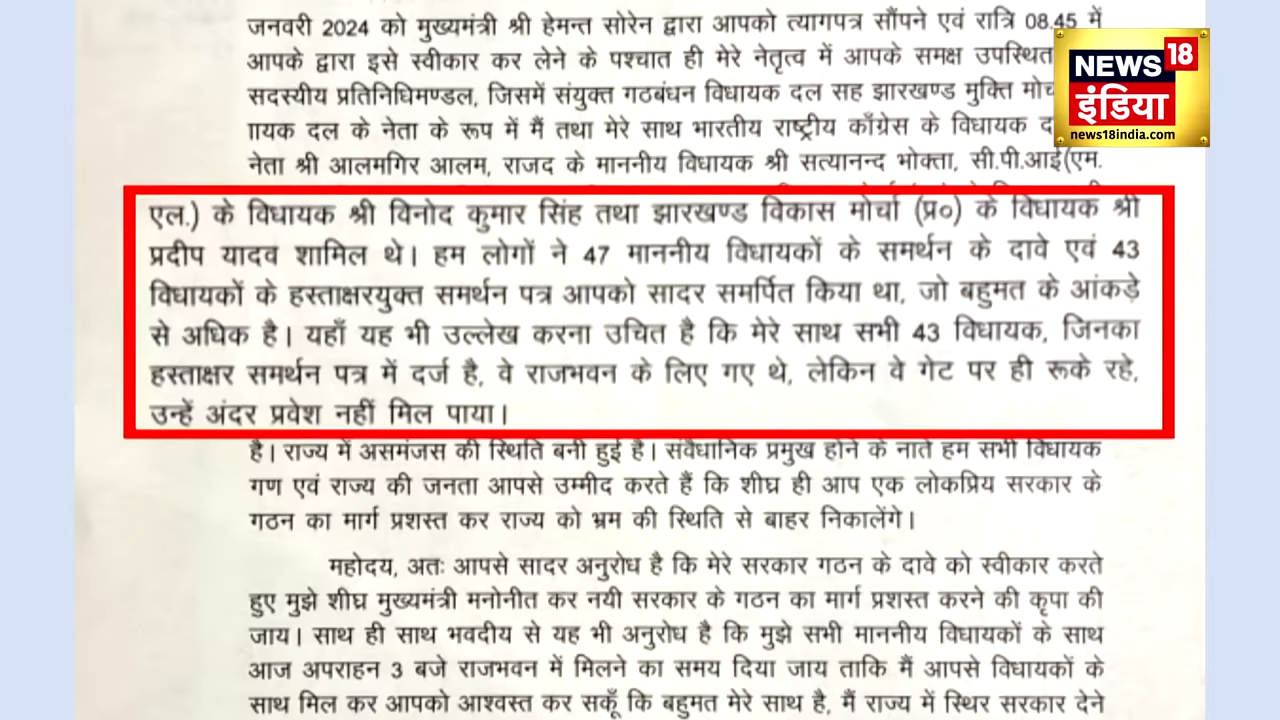 जनवरी 2024 को मुख्यमंत्री श्री हेमन्त सोरेन द्वारा आपको त्यागपत्र सौंपने एवं रात्रि 08.45 में
आपके द्वारा इसे स्वीकार कर लेने के पश्चात ही मेरे नेतृत्व में आपके समक्ष उपस्थित
सदस्यीय प्रतिनिधिमण्डल, जिसमें संयुक्त गठबंधन विधायक दल सह झारखण्ड मुक्ति
ायक दल के नेता के रूप में मैं तथा मेरे साथ भारतीय राष्ट्रीय काँग्रेस के विधायक
नेता श्री आलमगिर आलम, राजद के माननीय विधायक श्री सत्यानन्द भोक्ता, सी.पी.आई(एम.
एल.) के विधायक श्री विनोद कुमार सिंह तथा झारखण्ड विकास मोर्चा (प्र०) के विधायक श्री
प्रदीप यादव शामिल थे। हम लोगों ने 47 माननीय विधायकों के समर्थन के दावे एवं 43
विधायकों के हस्ताक्षरयुक्त समर्थन पत्र आपको सादर समर्पित किया था, जो बहुमत के आंकड़े
से अधिक है। यहाँ यह भी उल्लेख करना उचित है कि मेरे साथ सभी 43 विधायक, जिनका
हस्ताक्षर समर्थन पत्र में दर्ज है, वे राजभवन के लिए गए थे, लेकिन वे गेट पर ही रूके रहे,
उन्हें अंदर प्रवेश नहीं मिल पाया।
है। राज्य में असमंजस की स्थिति बनी हुई है। संवैधानिक प्रमुख होने के नाते हम सभी विधायक
गण एवं राज्य की जनता आपसे उम्मीद करते हैं कि शीघ्र ही आप एक लोकप्रिय सरकार के
गठन का मार्ग प्रशस्त कर राज्य को भ्रम की स्थिति से बाहर निकालेंगे।
महोदय, अतः आपसे सादर अनुरोध है कि मेरे सरकार गठन के दावे को स्वीकार करते
हुए मुझे शीघ्र मुख्यमंत्री मनोनीत कर नयी सरकार के गठन का मार्ग प्रशस्त करने की कृपा की
जाय। साथ ही साथ भवदीय से यह भी अनुरोध है कि मुझे सभी माननीय विधायकों के साथ
आज अपराहन 3 बजे राजभवन में मिलने का समय दिया जाय ताकि मैं आपसे विधायकों के
साथ मिल कर आपको आश्वस्त कर सकूँ कि बहुमत मेरे साथ है, मैं राज्य में स्थिर सरकार देने
NEWS 18
इंडिया
news18india.com